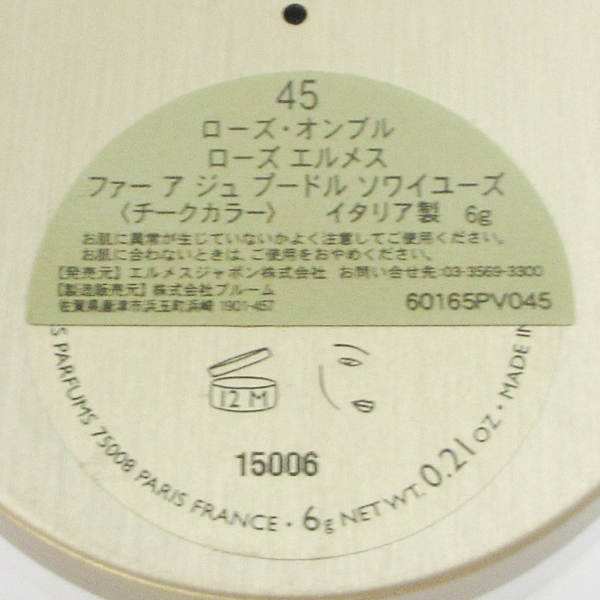 45
ローズ・オンブル
ローズ エルメス
ファー ア ジュ プードル ソワイユーズ
〈チークカラー〉 イタリア製 6g
お肌に異常が生じていないかよく注意してご使用ください。
お肌に合わないときは、ご使用をおやめください。
【発売元】エルメスジャポン株式会社 お問い合せ先:03-3569-3300
【製造販売元】株式会社ブルーム
佐賀県唐津市浜玉町浜崎 1901-457
60165PV045
12 M
15006
PARFUMS 75008 PARIS FRANCE · 6g NET WT. 0.21 OZ · MADE IN